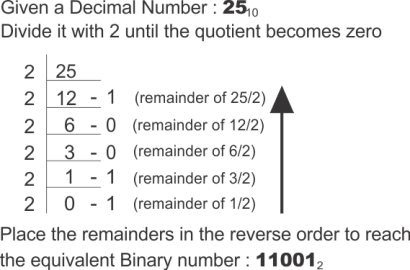 Given a Decimal Number : 25₁₀
Divide it with 2 until the quotient becomes zero
2 25
2 12 - 1 (remainder of 25/2)
2 6 - 0 (remainder of 12/2)
2 3 - 0 (remainder of 6/2)
2 1 - 1 (remainder of 3/2)
2 0 - 1 (remainder of 1/2)
Place the remainders in the reverse order to reach
the equivalent Binary number : 11001₂